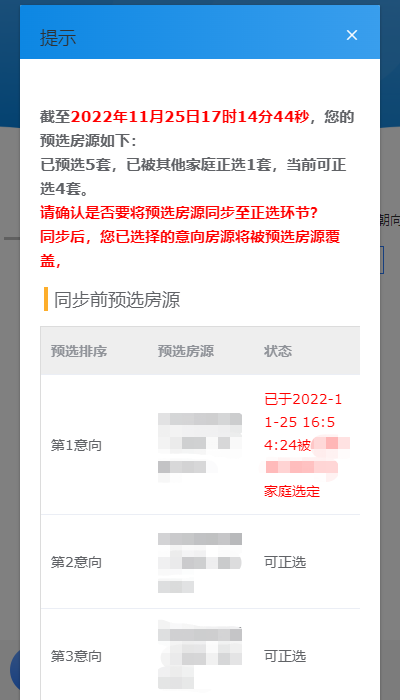 提示
×
朝向
截至2022年11月25日17时14分44秒，您的
预选房源如下：
已预选5套，已被其他家庭正选1套，当前可正
选4套。
请确认是否要将预选房源同步至正选环节？
同步后，您已选择的意向房源将被预选房源覆
盖，
同步前预选房源
预选排序 预选房源 状态
第1意向
已于2022-1
1-25 16:5
4:24被
家庭选定
第2意向 可正选
第3意向 可正选